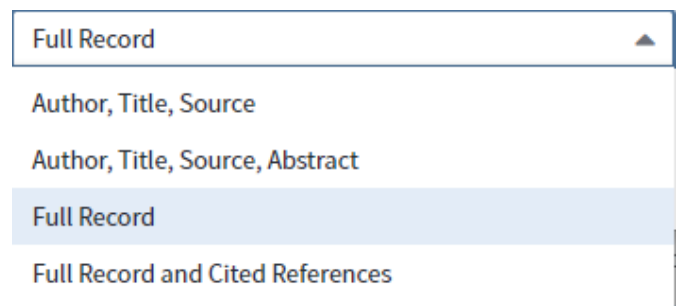 Full Record
Author, Title, Source
Author, Title, Source, Abstract
Full Record
Full Record and Cited References